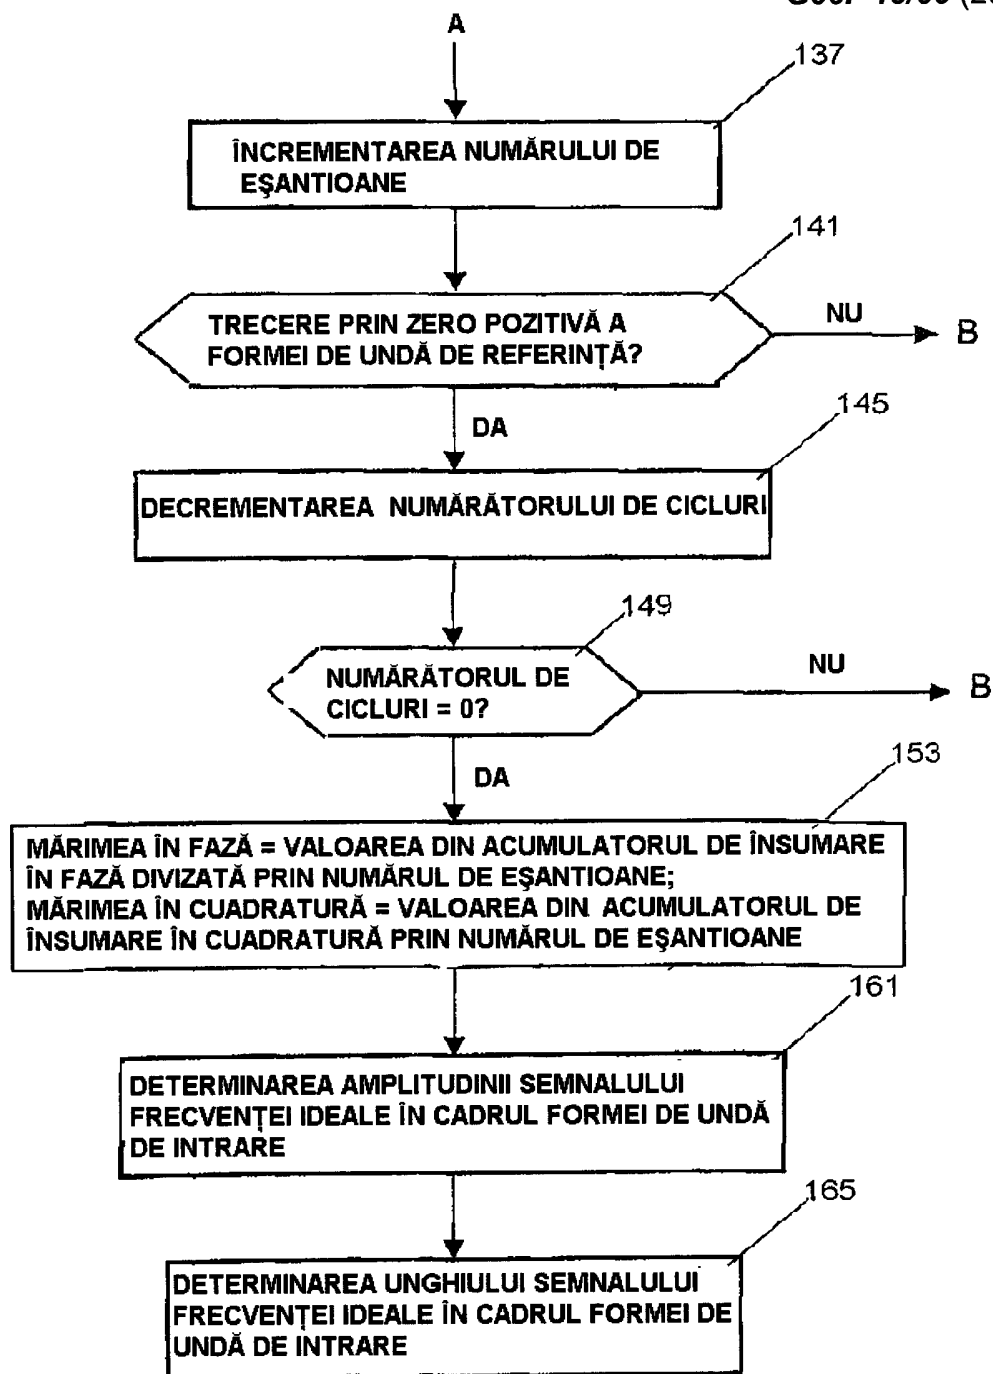 A
137
ÎNCREMENTAREA NUMĂRULUI DE
EŞANTIOANE
141
TRECERE PRIN ZERO POZITIVĂ A
FORMEI DE UNDĂ DE REFERINŢĂ?
NU
B
DA
145
DECREMENTAREA NUMĂRĂTORULUI DE CICLURI
149
NUMĂRĂTORUL DE
CICLURI = 0?
NU
B
DA
153
MĂRIMEA ÎN FAZĂ = VALOAREA DIN ACUMULATORUL DE ÎNSUMARE
ÎN FAZĂ DIVIZATĂ PRIN NUMĂRUL DE EŞANTIOANE;
MĂRIMEA ÎN CUADRATURĂ = VALOAREA DIN ACUMULATORUL DE
ÎNSUMARE ÎN CUADRATURĂ PRIN NUMĂRUL DE EŞANTIOANE
161
DETERMINAREA AMPLITUDINII SEMNALULUI
FRECVENŢEI IDEALE ÎN CADRUL FORMEI DE UNDĂ
DE INTRARE
165
DETERMINAREA UNGHIULUI SEMNALULUI
FRECVENŢEI IDEALE ÎN CADRUL FORMEI DE
UNDĂ DE INTRARE